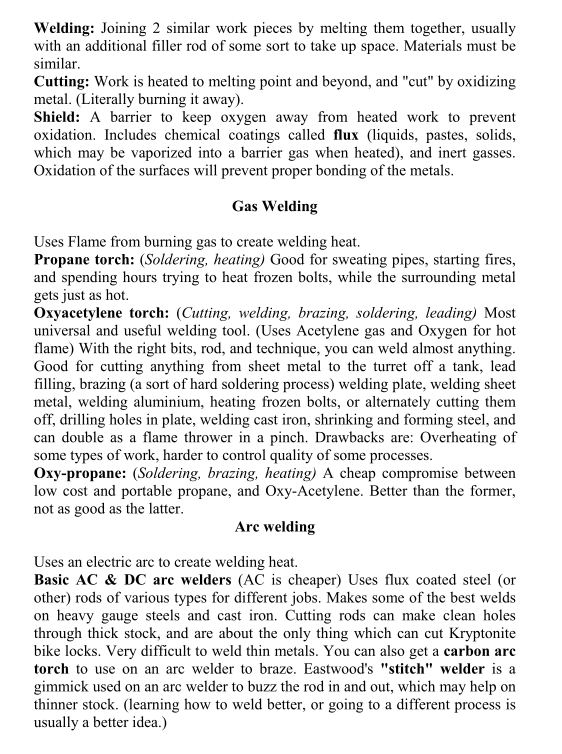 Welding: Joining 2 similar work pieces by melting them together, usually
with an additional filler rod of some sort to take up space. Materials must be
similar.
Cutting: Work is heated to melting point and beyond, and "cut" by oxidizing
metal. (Literally burning it away).
Shield: A barrier to keep oxygen away from heated work to prevent
oxidation. Includes chemical coatings called flux (liquids, pastes, solids,
which may be vaporized into a barrier gas when heated), and inert gasses.
Oxidation of the surfaces will prevent proper bonding of the metals.
Gas Welding
Uses Flame from burning gas to create welding heat.
Propane torch: (Soldering, heating) Good for sweating pipes, starting fires,
and spending hours trying to heat frozen bolts, while the surrounding metal
gets just as hot.
Oxyacetylene torch: (Cutting, welding, brazing, soldering, leading) Most
universal and useful welding tool. (Uses Acetylene gas and Oxygen for hot
flame) With the right bits, rod, and technique, you can weld almost anything.
Good for cutting anything from sheet metal to the turret off a tank, lead
filling, brazing (a sort of hard soldering process) welding plate, welding sheet
metal, welding aluminium, heating frozen bolts, or alternately cutting them
off, drilling holes in plate, welding cast iron, shrinking and forming steel, and
can double as a flame thrower in a pinch. Drawbacks are: Overheating of
some types of work, harder to control quality of some processes.
Oxy-propane: (Soldering, brazing, heating) A cheap compromise between
low cost and portable propane, and Oxy-Acetylene. Better than the former,
not as good as the latter.
Arc welding
Uses an electric arc to create welding heat.
Basic AC & DC arc welders (AC is cheaper) Uses flux coated steel (or
other) rods of various types for different jobs. Makes some of the best welds
on heavy gauge steels and cast iron. Cutting rods can make clean holes
through thick stock, and are about the only thing which can cut Kryptonite
bike locks. Very difficult to weld thin metals. You can also get a carbon arc
torch to use on an arc welder to braze. Eastwood's "stitch" welder is a
gimmick used on an arc welder to buzz the rod in and out, which may help on
thinner stock. (learning how to weld better, or going to a different process is
usually a better idea.)